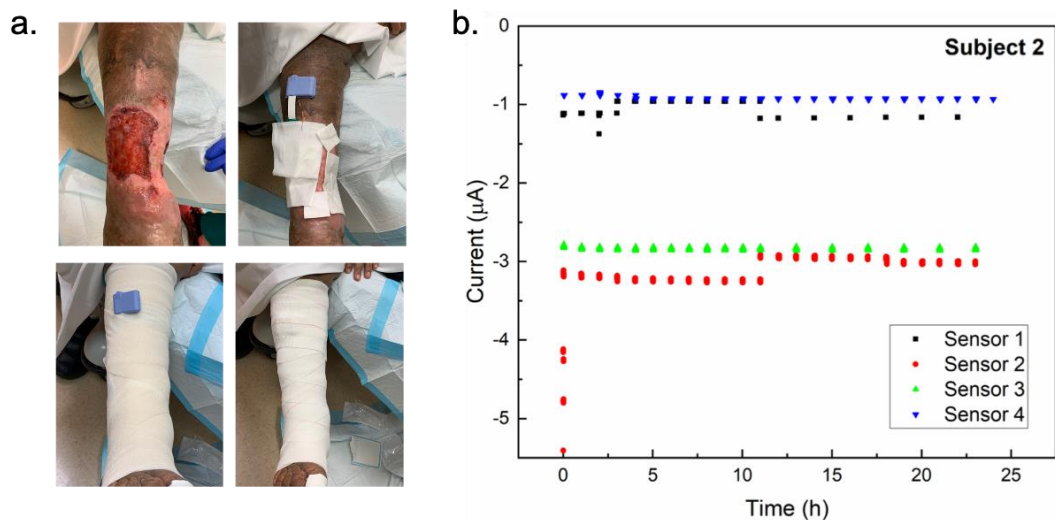 a.
b.
Subject 2
0
-1
-2
-3
-4
-5
Current (μA)
Sensor 1
Sensor 2
Sensor 3
Sensor 4
0 5 10 15 20 25
Time (h)